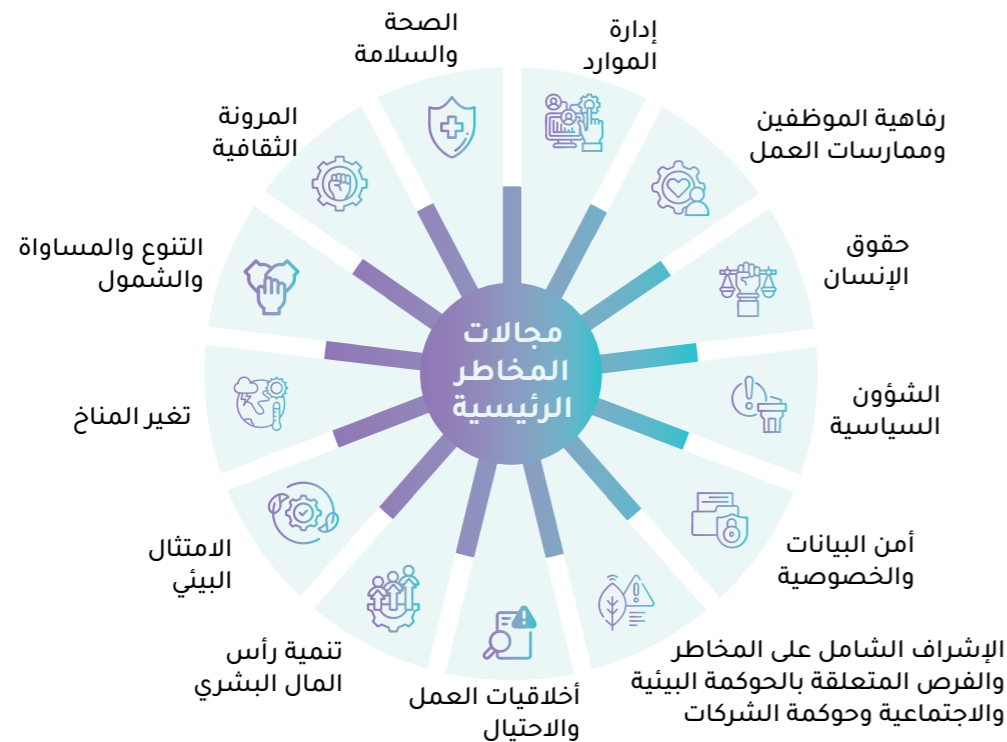 مجالات
المخاطر
الرئيسية
إدارة
الموارد
رفاهية الموظفين
وممارسات العمل
حقوق
الإنسان
الشؤون
السياسية
أمن البيانات
والخصوصية
الإشراف الشامل على المخاطر
والفرص المتعلقة بالحوكمة البيئية
والاجتماعية وحوكمة الشركات
أخلاقيات العمل
والاحتيال
تنمية رأس
المال البشري
الامتثال
البيئي
تغير المناخ
التنوع والمساواة
والشمول
المرونة
الثقافية
الصحة
والسلامة